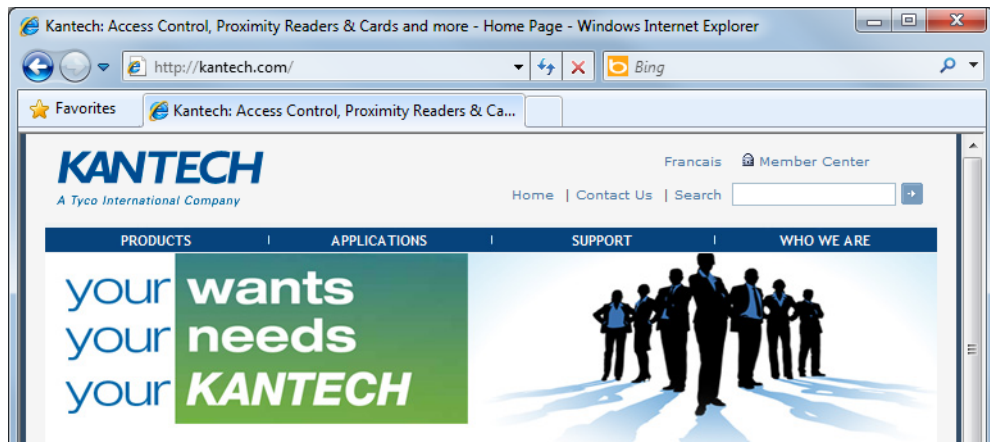 Kantech: Access Control, Proximity Readers & Cards and more - Home Page - Windows Internet Explorer
http://kantech.com/
Bing
Favorites
Kantech: Access Control, Proximity Readers & Ca...
KANTECH
A Tyco International Company
Francais Member Center
Home | Contact Us | Search
PRODUCTS | APPLICATIONS | SUPPORT | WHO WE ARE
your wants
your needs
your KANTECH